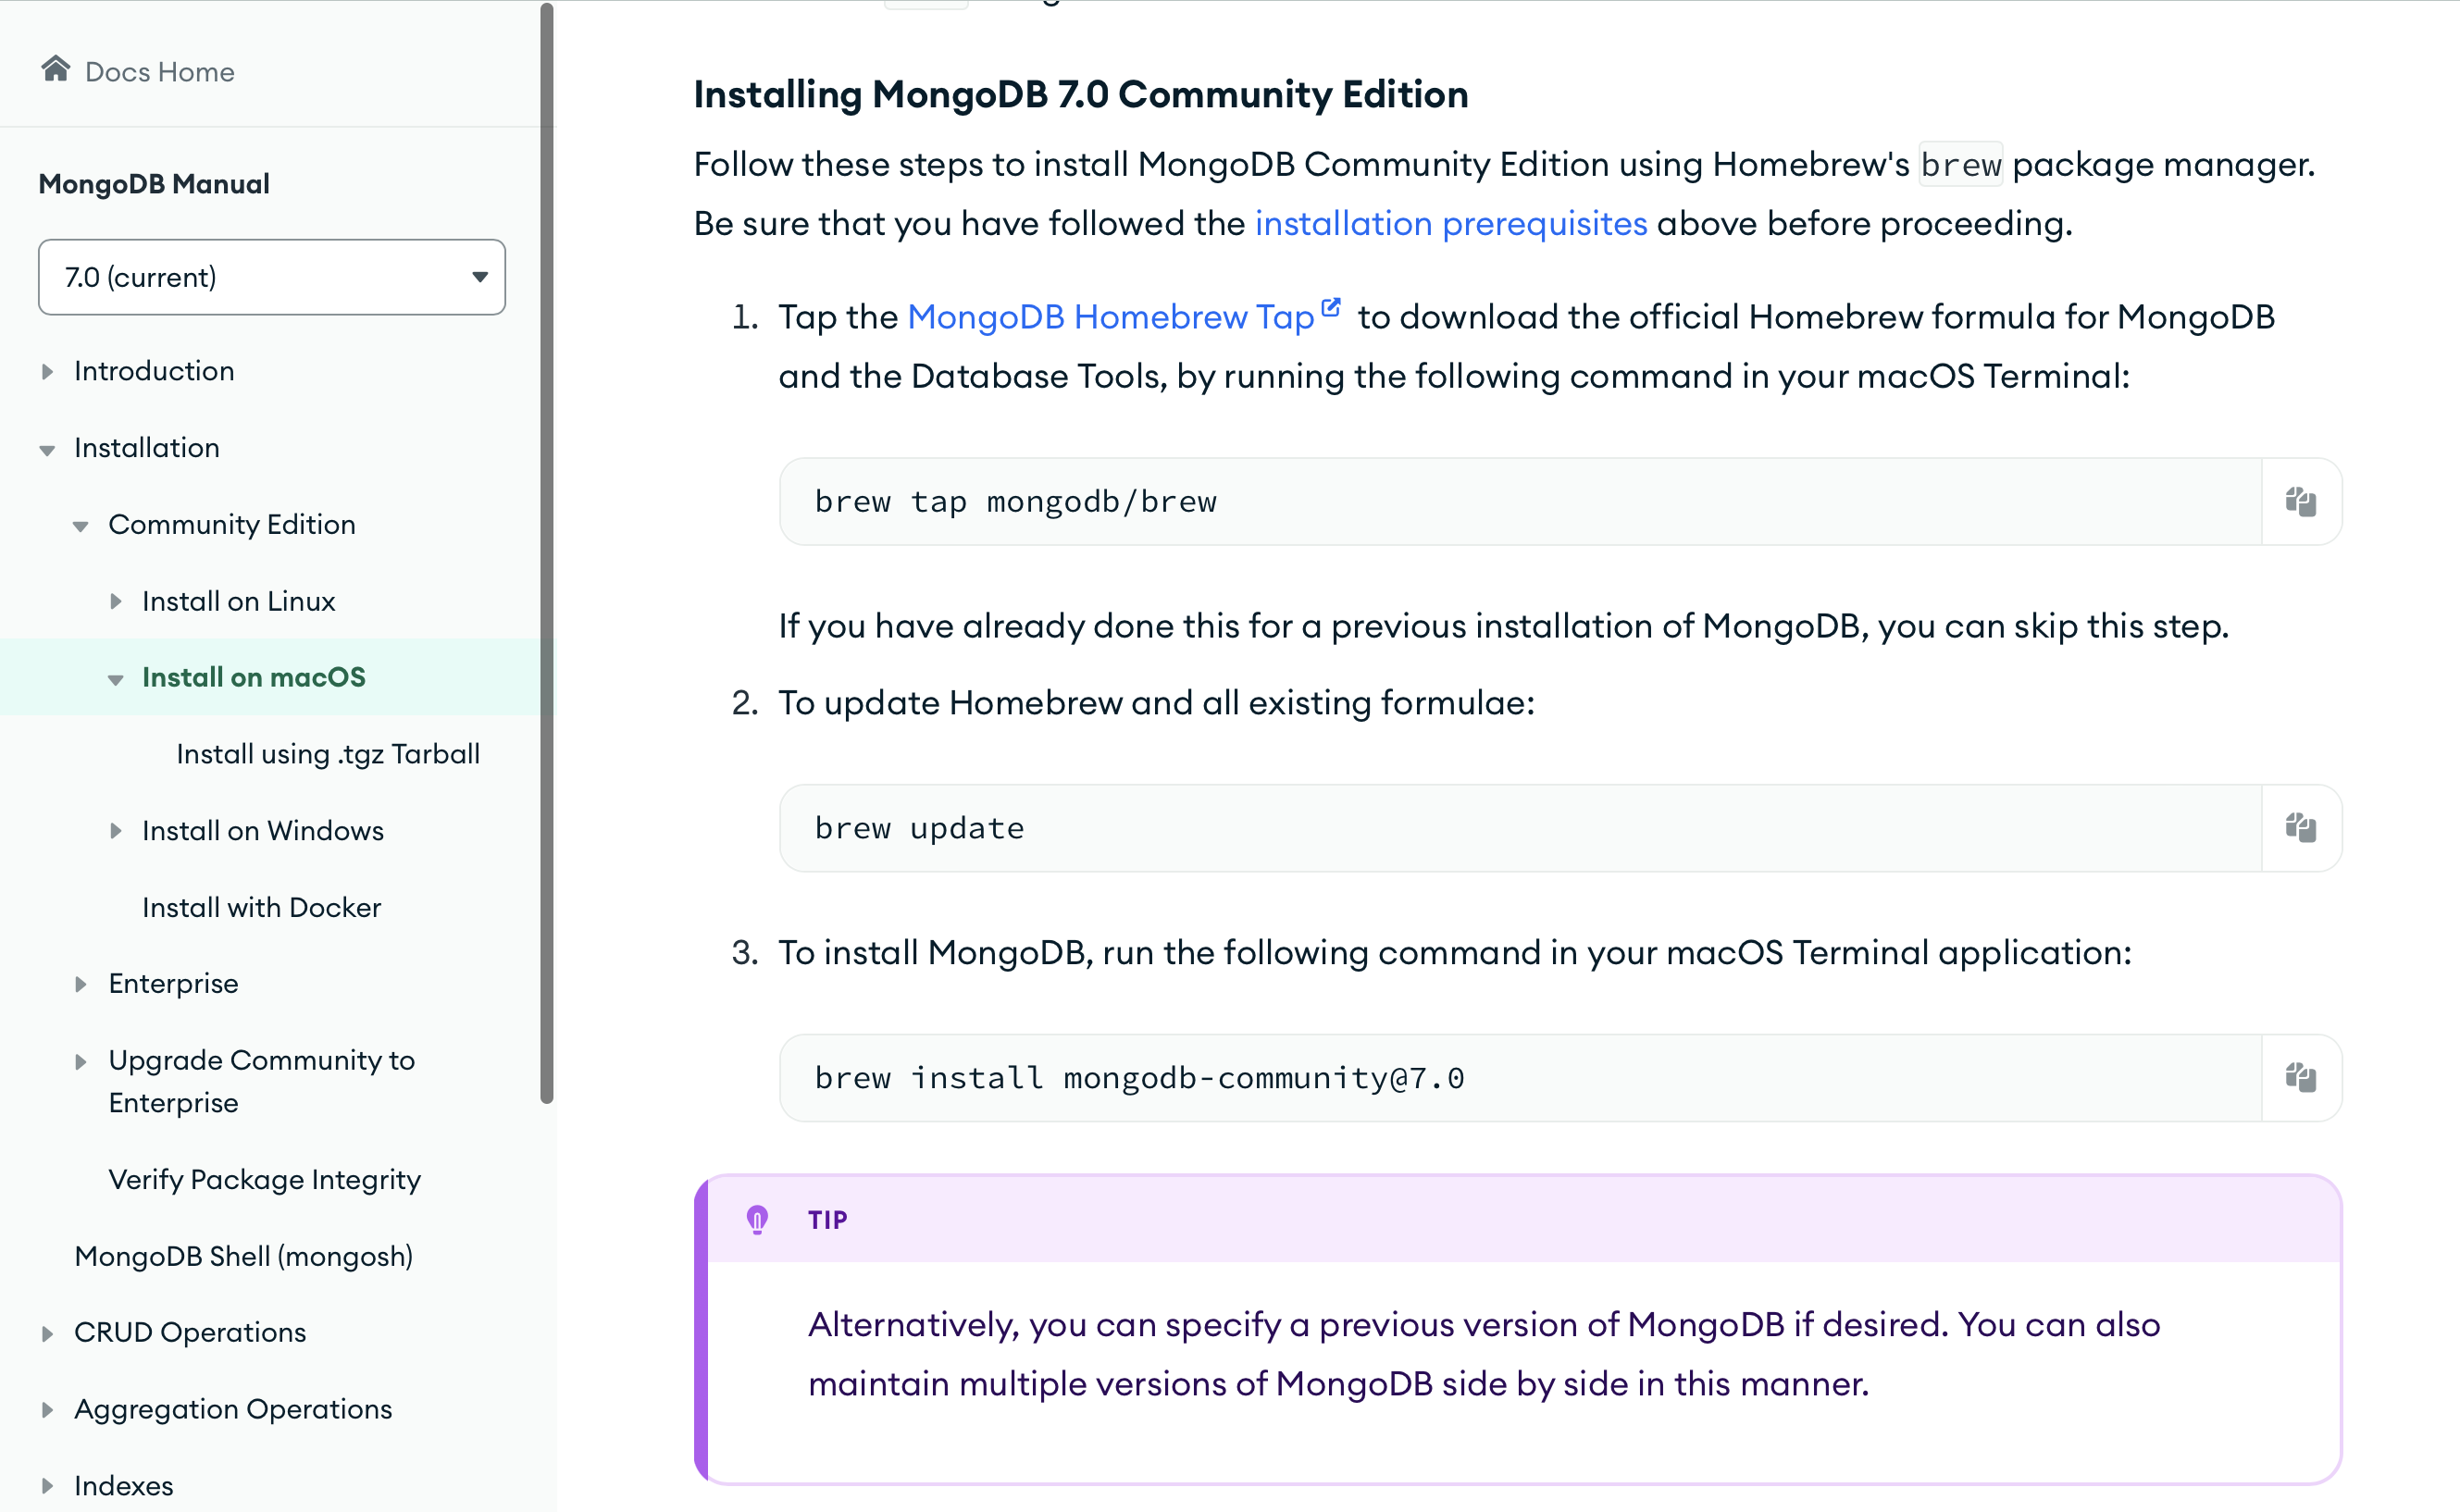 Docs Home
MongoDB Manual
7.0 (current)
Introduction
Installation
Community Edition
Install on Linux
Install on macOS
Install using .tgz Tarball
Install on Windows
Install with Docker
Enterprise
Upgrade Community to
Enterprise
Verify Package Integrity
MongoDB Shell (mongosh)
CRUD Operations
Aggregation Operations
Indexes
Installing MongoDB 7.0 Community Edition
Follow these steps to install MongoDB Community Edition using Homebrew's brew package manager.
Be sure that you have followed the installation prerequisites above before proceeding.
1. Tap the MongoDB Homebrew Tap to download the official Homebrew formula for MongoDB
and the Database Tools, by running the following command in your macOS Terminal:
brew tap mongodb/brew
If you have already done this for a previous installation of MongoDB, you can skip this step.
2. To update Homebrew and all existing formulae:
brew update
3. To install MongoDB, run the following command in your macOS Terminal application:
brew install mongodb-community@7.0
TIP
Alternatively, you can specify a previous version of MongoDB if desired. You can also
maintain multiple versions of MongoDB side by side in this manner.